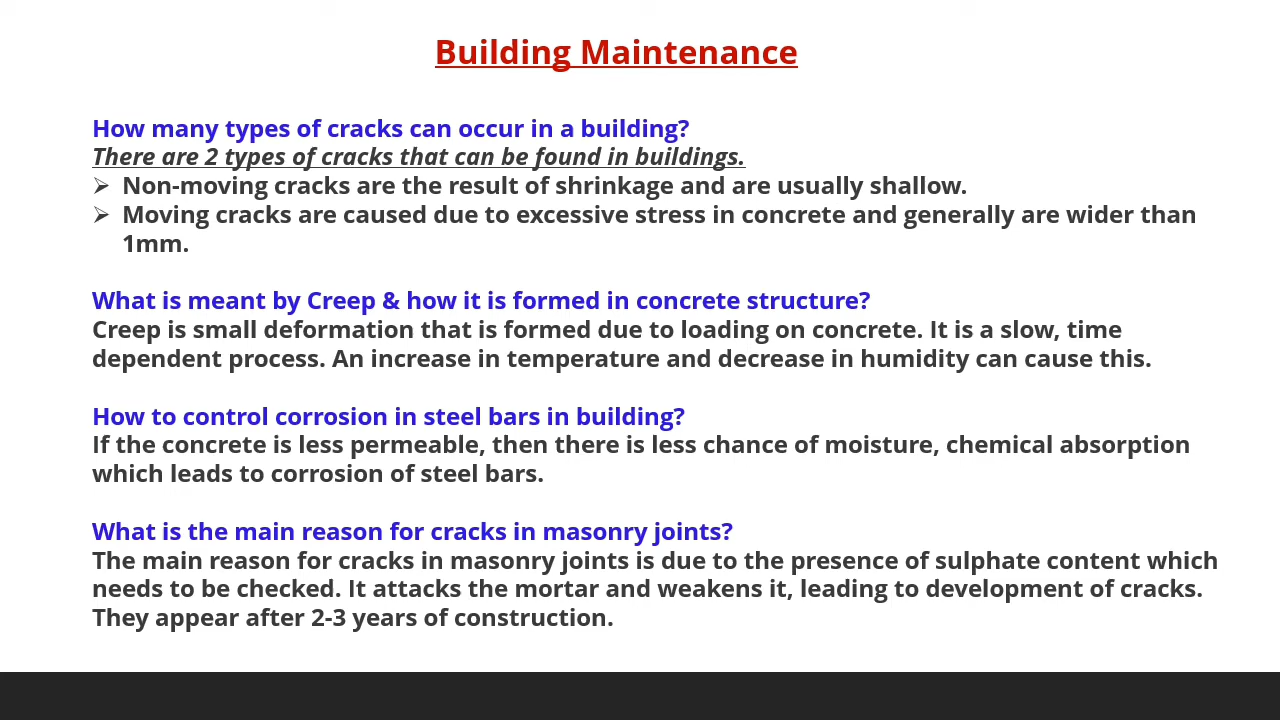 Building Maintenance
How many types of cracks can occur in a building?
There are 2 types of cracks that can be found in buildings.
➢ Non-moving cracks are the result of shrinkage and are usually shallow.
➢ Moving cracks are caused due to excessive stress in concrete and generally are wider than
1mm.
What is meant by Creep & how it is formed in concrete structure?
Creep is small deformation that is formed due to loading on concrete. It is a slow, time
dependent process. An increase in temperature and decrease in humidity can cause this.
How to control corrosion in steel bars in building?
If the concrete is less permeable, then there is less chance of moisture, chemical absorption
which leads to corrosion of steel bars.
What is the main reason for cracks in masonry joints?
The main reason for cracks in masonry joints is due to the presence of sulphate content which
needs to be checked. It attacks the mortar and weakens it, leading to development of cracks.
They appear after 2-3 years of construction.